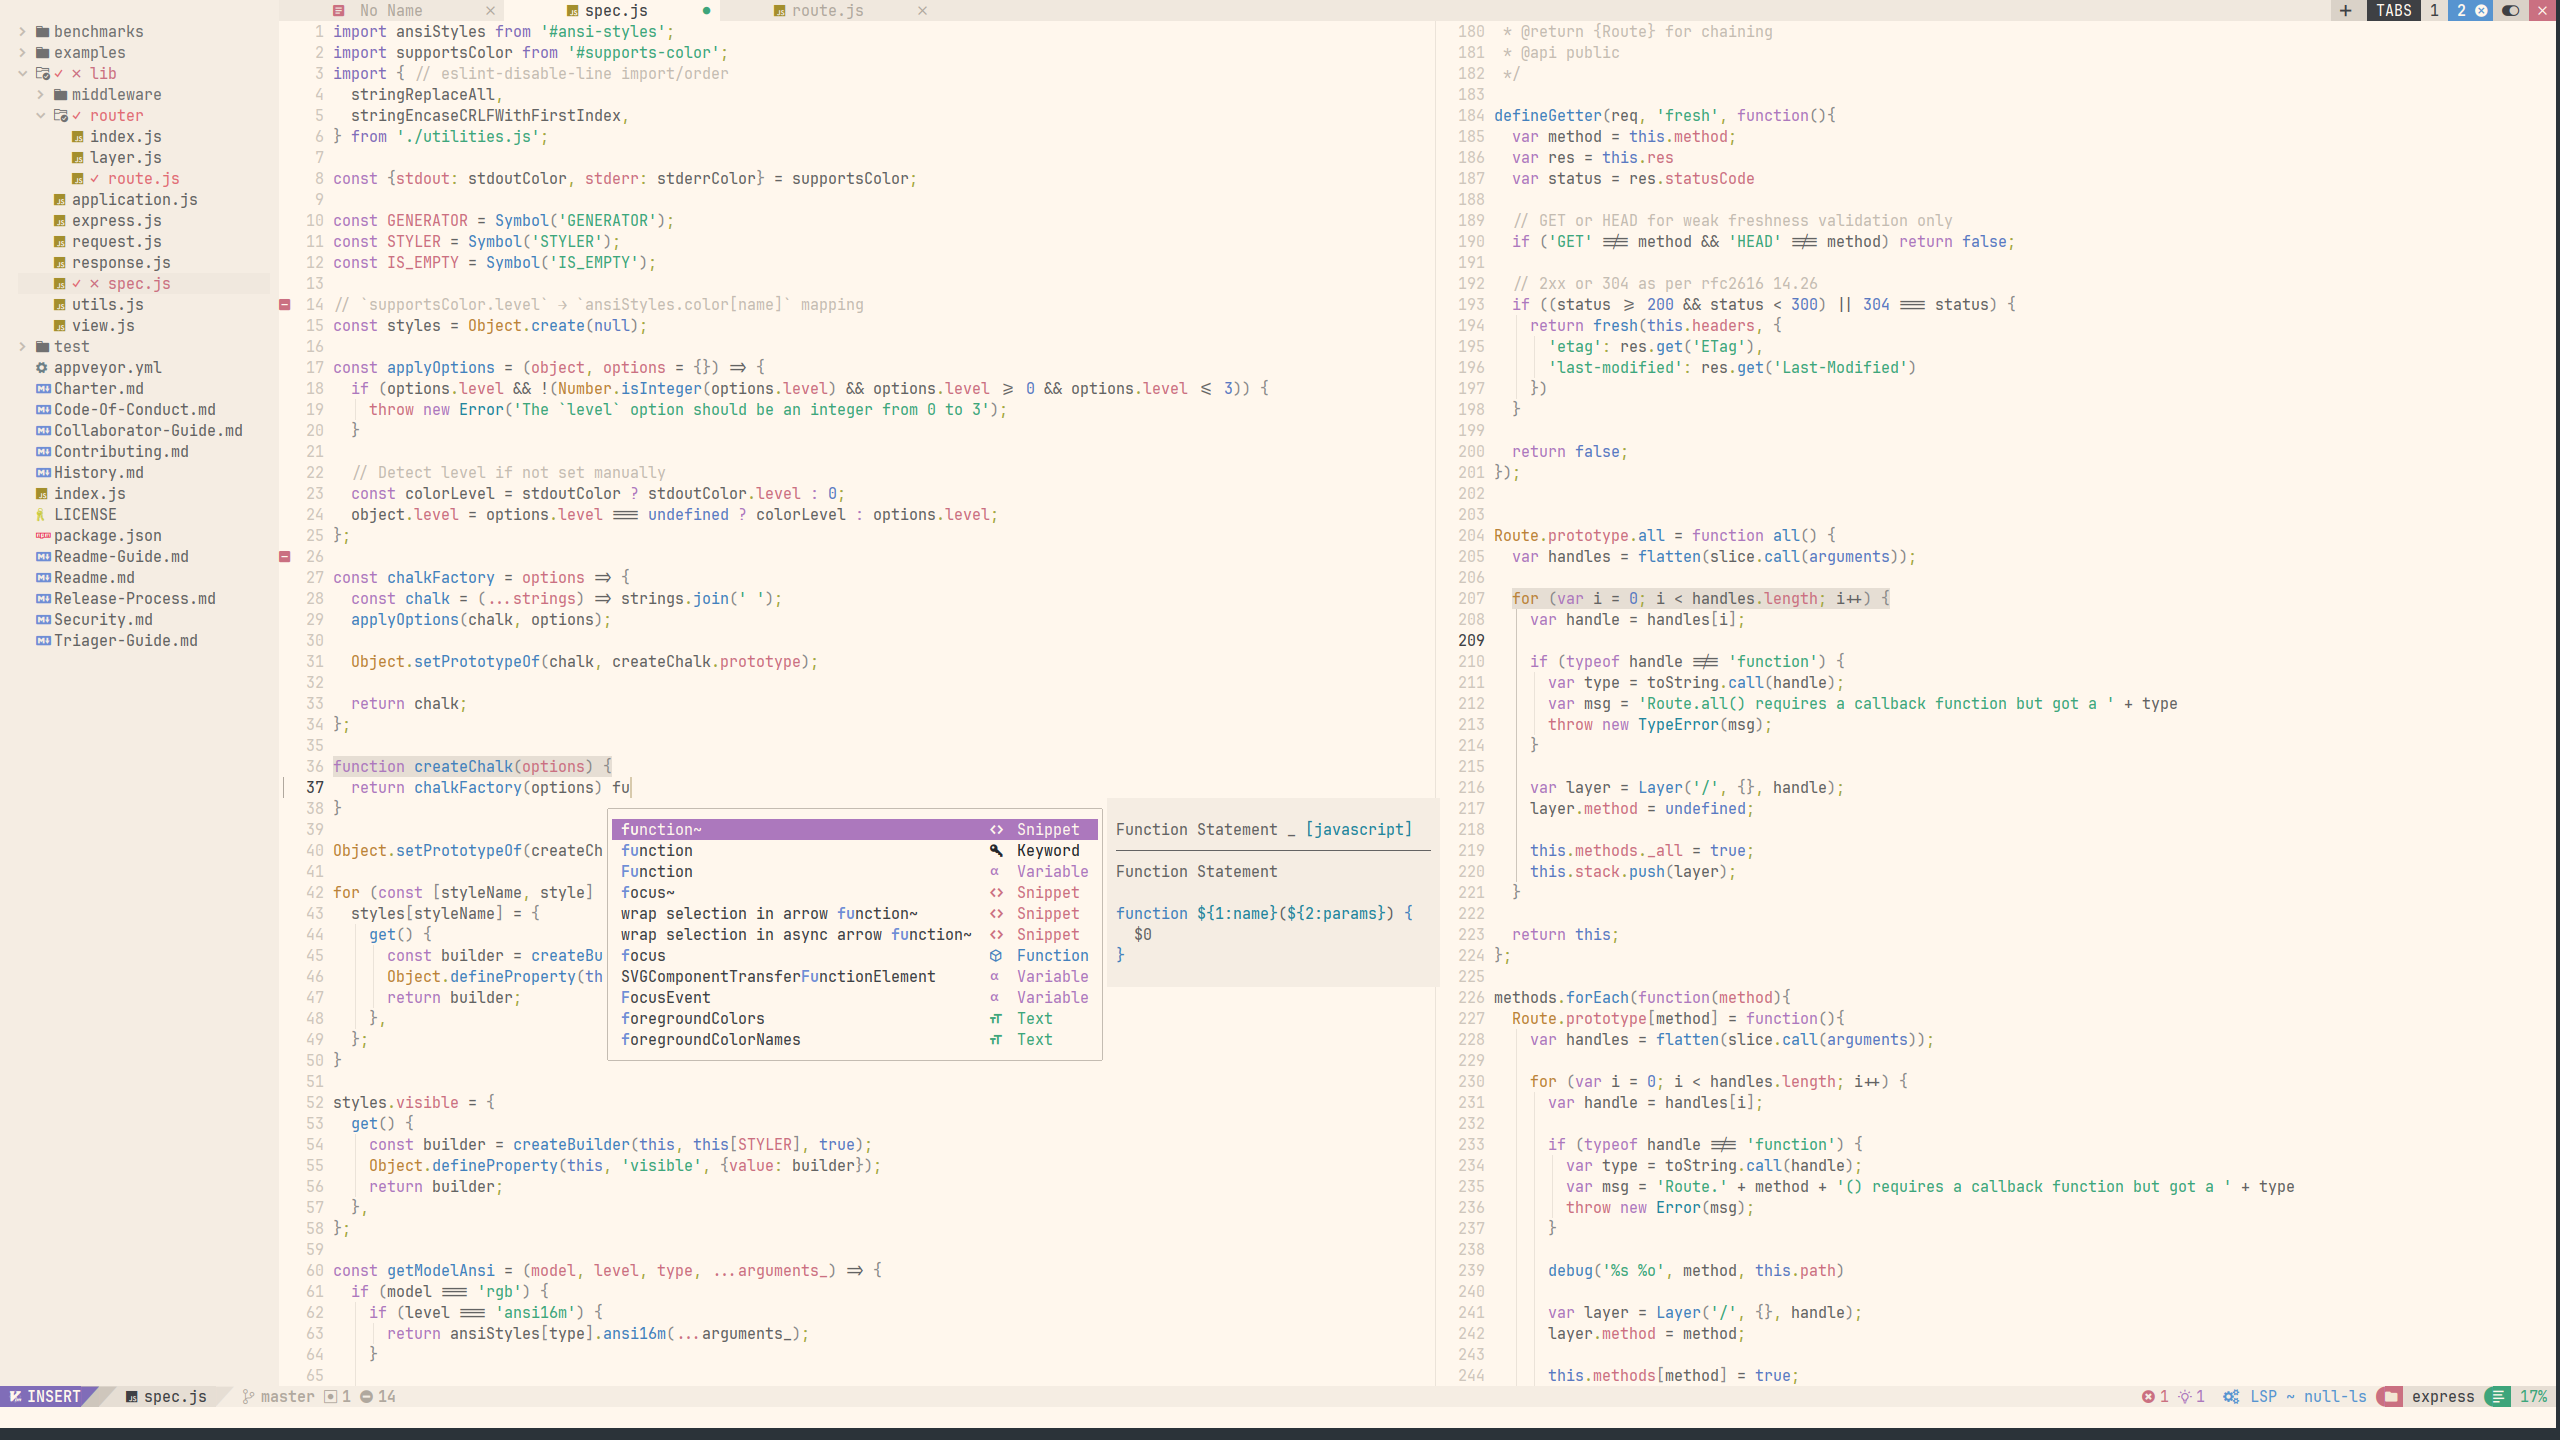 No Name
spec.js
route.js
+ TABS 1 2
benchmarks
examples
lib
middleware
router
index.js
layer.js
route.js
application.js
express.js
request.js
response.js
spec.js
utils.js
view.js
test
appveyor.yml
Charter.md
Code-Of-Conduct.md
Collaborator-Guide.md
Contributing.md
History.md
index.js
LICENSE
package.json
Readme-Guide.md
Readme.md
Release-Process.md
Security.md
Triager-Guide.md
1 import ansiStyles from '#ansi-styles';
2 import supportsColor from '#supports-color';
3 import { // eslint-disable-line import/order
4   stringReplaceAll,
5   stringEncaseCRLFWithFirstIndex,
6 } from './utilities.js';
7
8 const {stdout: stdoutColor, stderr: stderrColor} = supportsColor;
9
10 const GENERATOR = Symbol('GENERATOR');
11 const STYLER = Symbol('STYLER');
12 const IS_EMPTY = Symbol('IS_EMPTY');
13
14 // `supportsColor.level` → `ansiStyles.color[name]` mapping
15 const styles = Object.create(null);
16
17 const applyOptions = (object, options = {}) => {
18   if (options.level && !(Number.isInteger(options.level) && options.level >= 0 && options.level <= 3)) {
19     throw new Error('The `level` option should be an integer from 0 to 3');
20   }
21
22   // Detect level if not set manually
23   const colorLevel = stdoutColor ? stdoutColor.level : 0;
24   object.level = options.level === undefined ? colorLevel : options.level;
25 };
26
27 const chalkFactory = options => {
28   const chalk = (...strings) => strings.join(' ');
29   applyOptions(chalk, options);
30
31   Object.setPrototypeOf(chalk, createChalk.prototype);
32
33   return chalk;
34 };
35
36 function createChalk(options) {
37   return chalkFactory(options) fu
38 }
39
40 Object.setPrototypeOf(createCh
41
42 for (const [styleName, style]
43   styles[styleName] = {
44     get() {
45       const builder = createBu
46       Object.defineProperty(th
47       return builder;
48     },
49   };
50 }
51
52 styles.visible = {
53   get() {
54     const builder = createBuilder(this, this[STYLER], true);
55     Object.defineProperty(this, 'visible', {value: builder});
56     return builder;
57   },
58 };
59
60 const getModelAnsi = (model, level, type, ...arguments_) => {
61   if (model === 'rgb') {
62     if (level === 'ansi16m') {
63       return ansiStyles[type].ansi16m(...arguments_);
64     }
65
function~ Snippet
function Keyword
Function Variable
focus~ Snippet
wrap selection in arrow function~ Snippet
wrap selection in async arrow function~ Snippet
focus Function
SVGComponentTransferFunctionElement Variable
FocusEvent Variable
foregroundColors Text
foregroundColorNames Text
Function Statement _ [javascript]
Function Statement
function ${1:name}(${2:params}) {
  $0
}
180  * @return {Route} for chaining
181  * @api public
182  */
183
184 defineGetter(req, 'fresh', function(){
185   var method = this.method;
186   var res = this.res
187   var status = res.statusCode
188
189   // GET or HEAD for weak freshness validation only
190   if ('GET' !== method && 'HEAD' !== method) return false;
191
192   // 2xx or 304 as per rfc2616 14.26
193   if ((status >= 200 && status < 300) || 304 === status) {
194     return fresh(this.headers, {
195       'etag': res.get('ETag'),
196       'last-modified': res.get('Last-Modified')
197     })
198   }
199
200   return false;
201 });
202
203
204 Route.prototype.all = function all() {
205   var handles = flatten(slice.call(arguments));
206
207   for (var i = 0; i < handles.length; i++) {
208     var handle = handles[i];
209
210     if (typeof handle !== 'function') {
211       var type = toString.call(handle);
212       var msg = 'Route.all() requires a callback function but got a ' + type
213       throw new TypeError(msg);
214     }
215
216     var layer = Layer('/', {}, handle);
217     layer.method = undefined;
218
219     this.methods._all = true;
220     this.stack.push(layer);
221   }
222
223   return this;
224 };
225
226 methods.forEach(function(method){
227   Route.prototype[method] = function(){
228     var handles = flatten(slice.call(arguments));
229
230     for (var i = 0; i < handles.length; i++) {
231       var handle = handles[i];
232
233       if (typeof handle !== 'function') {
234         var type = toString.call(handle);
235         var msg = 'Route.' + method + '() requires a callback function but got a ' + type
236         throw new Error(msg);
237       }
238
239       debug('%s %o', method, this.path)
240
241       var layer = Layer('/', {}, handle);
242       layer.method = method;
243
244       this.methods[method] = true;
INSERT spec.js master 1 14
1 1 LSP ~ null-ls express 17%